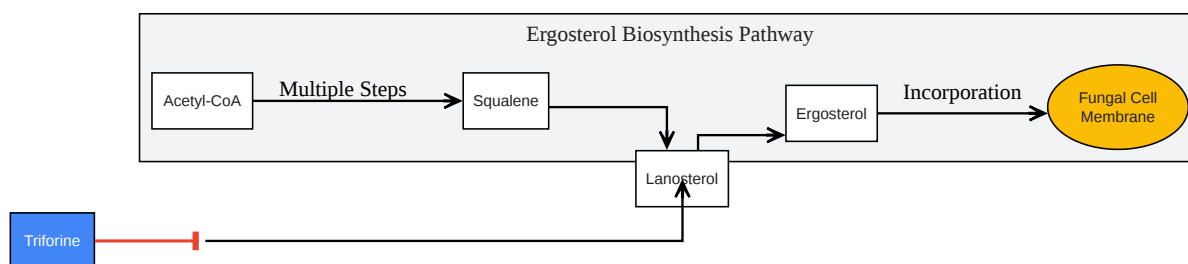 Ergosterol Biosynthesis Pathway
Acetyl-CoA
Multiple Steps
Squalene
Lanosterol
Ergosterol
Incorporation
Fungal Cell
Membrane
Triforine